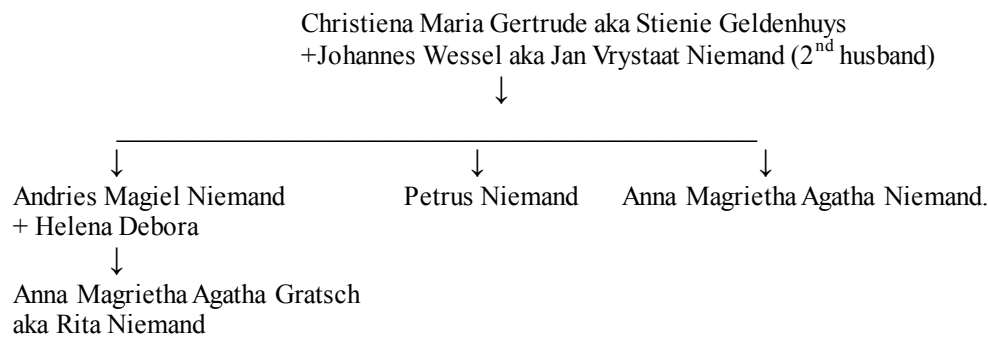 Christiena Maria Gertrude aka Stienie Geldenhuys
+Johannes Wessel aka Jan Vrystaat Niemand (2nd husband)
↓
↓ ↓ ↓
Andries Magiel Niemand Petrus Niemand Anna Magrietha Agatha Niemand.
+ Helena Debora
↓
Anna Magrietha Agatha Gratsch
aka Rita Niemand